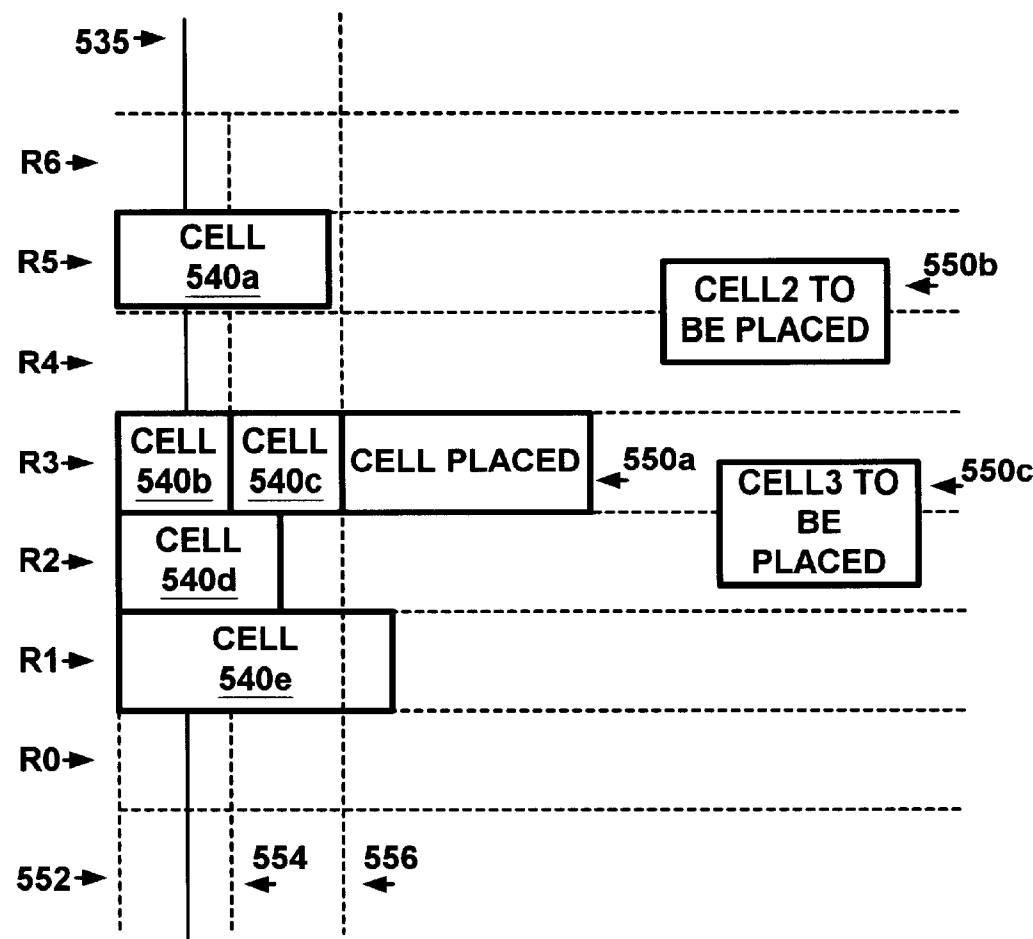 535
R6
R5
CELL
540a
550b
CELL2 TO
BE PLACED
R4
R3
CELL
540b
CELL
540c
CELL PLACED
550a
550c
CELL3 TO
BE
PLACED
R2
CELL
540d
R1
CELL
540e
R0
552
554
556